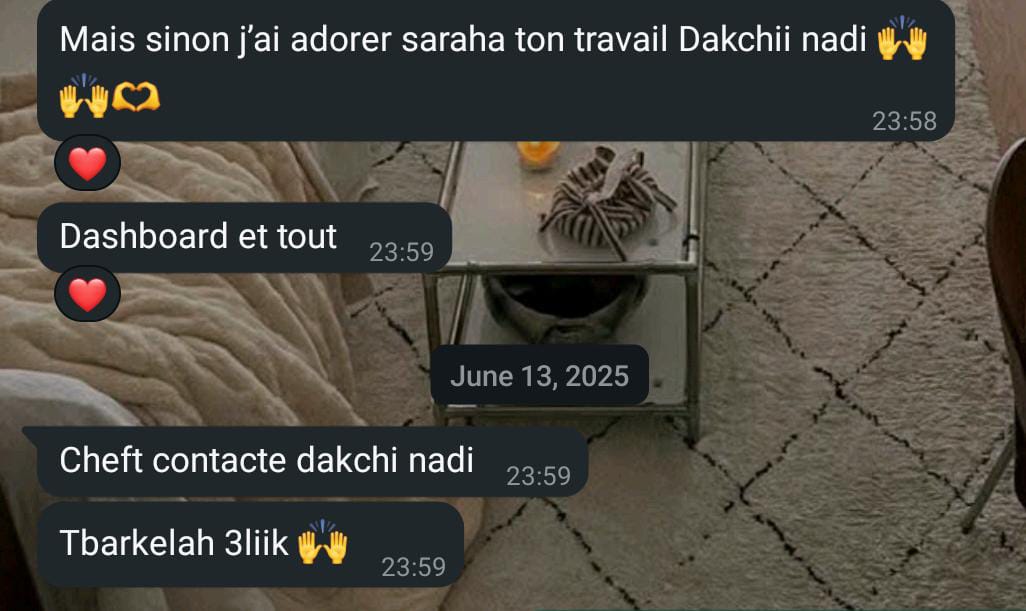 Mais sinon j’ai adorer saraha ton travail Dakchii nadi 🙌
🙌🫶
23:58
❤️
Dashboard et tout 23:59
❤️
June 13, 2025
Cheft contacte dakchi nadi 23:59
Tbarkelah 3liik 🙌 23:59